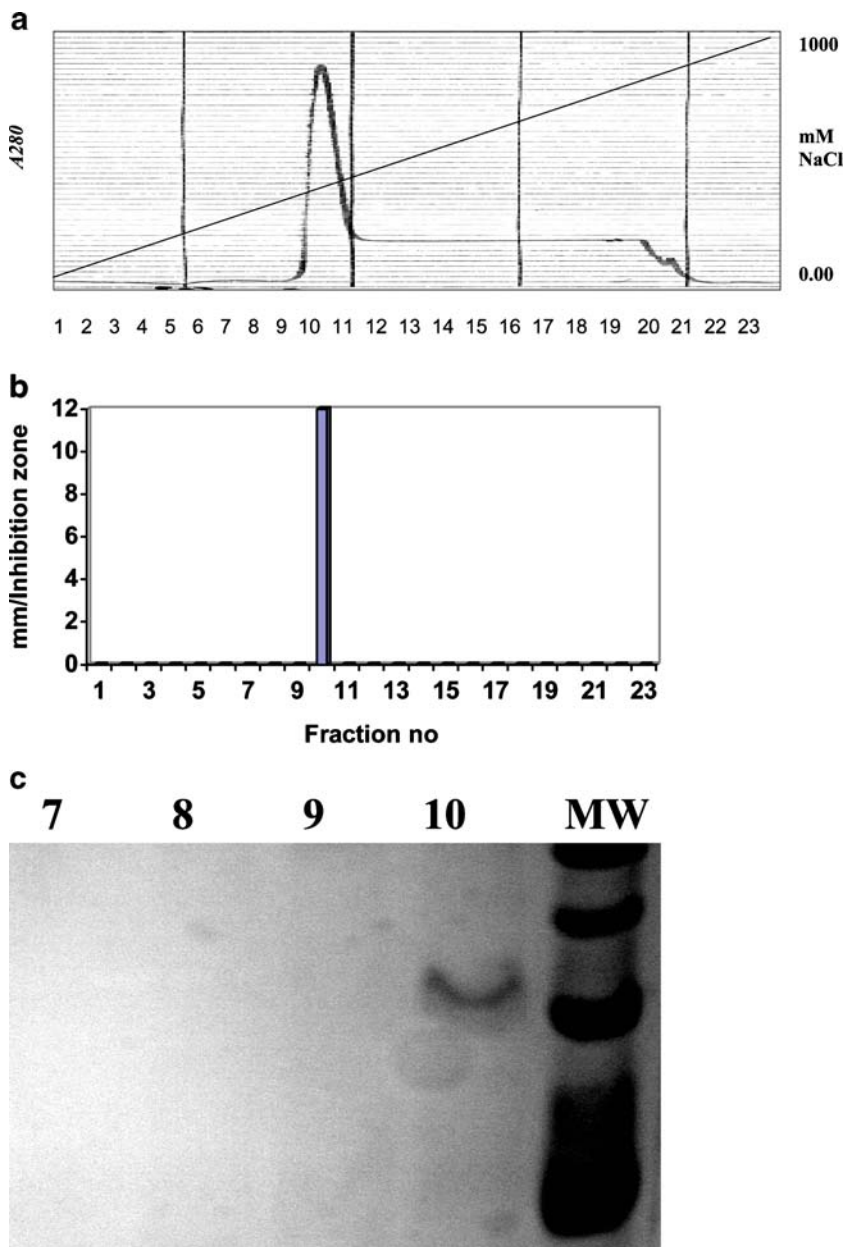 a
A280
1000
mM
NaCl
0.00
1 2 3 4 5 6 7 8 9 10 11 12 13 14 15 16 17 18 19 20 21 22 23
b
mm/Inhibition zone
12
10
8
6
4
2
0
1 3 5 7 9 11 13 15 17 19 21 23
Fraction no
c
7 8 9 10 MW